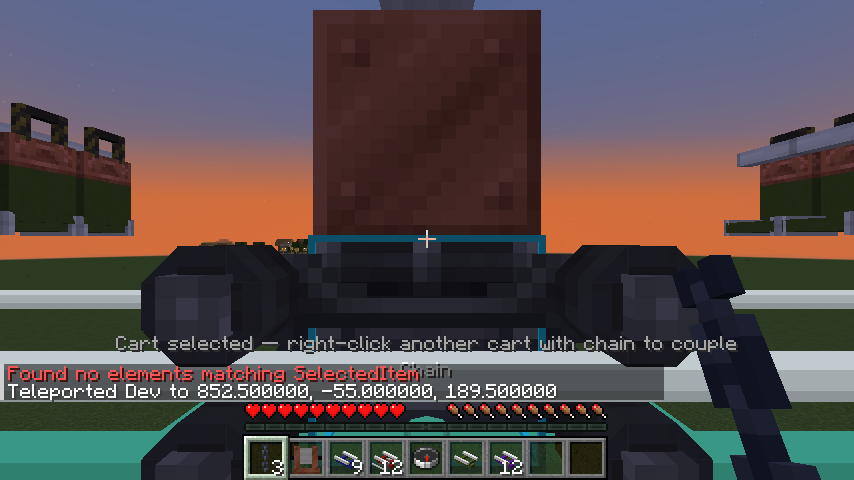 Cart selected — right-click another cart with chain to couple
Chain
Found no elements matching SelectedItem
Teleported Dev to 852.500000, -55.000000, 189.500000
3
9
12
12